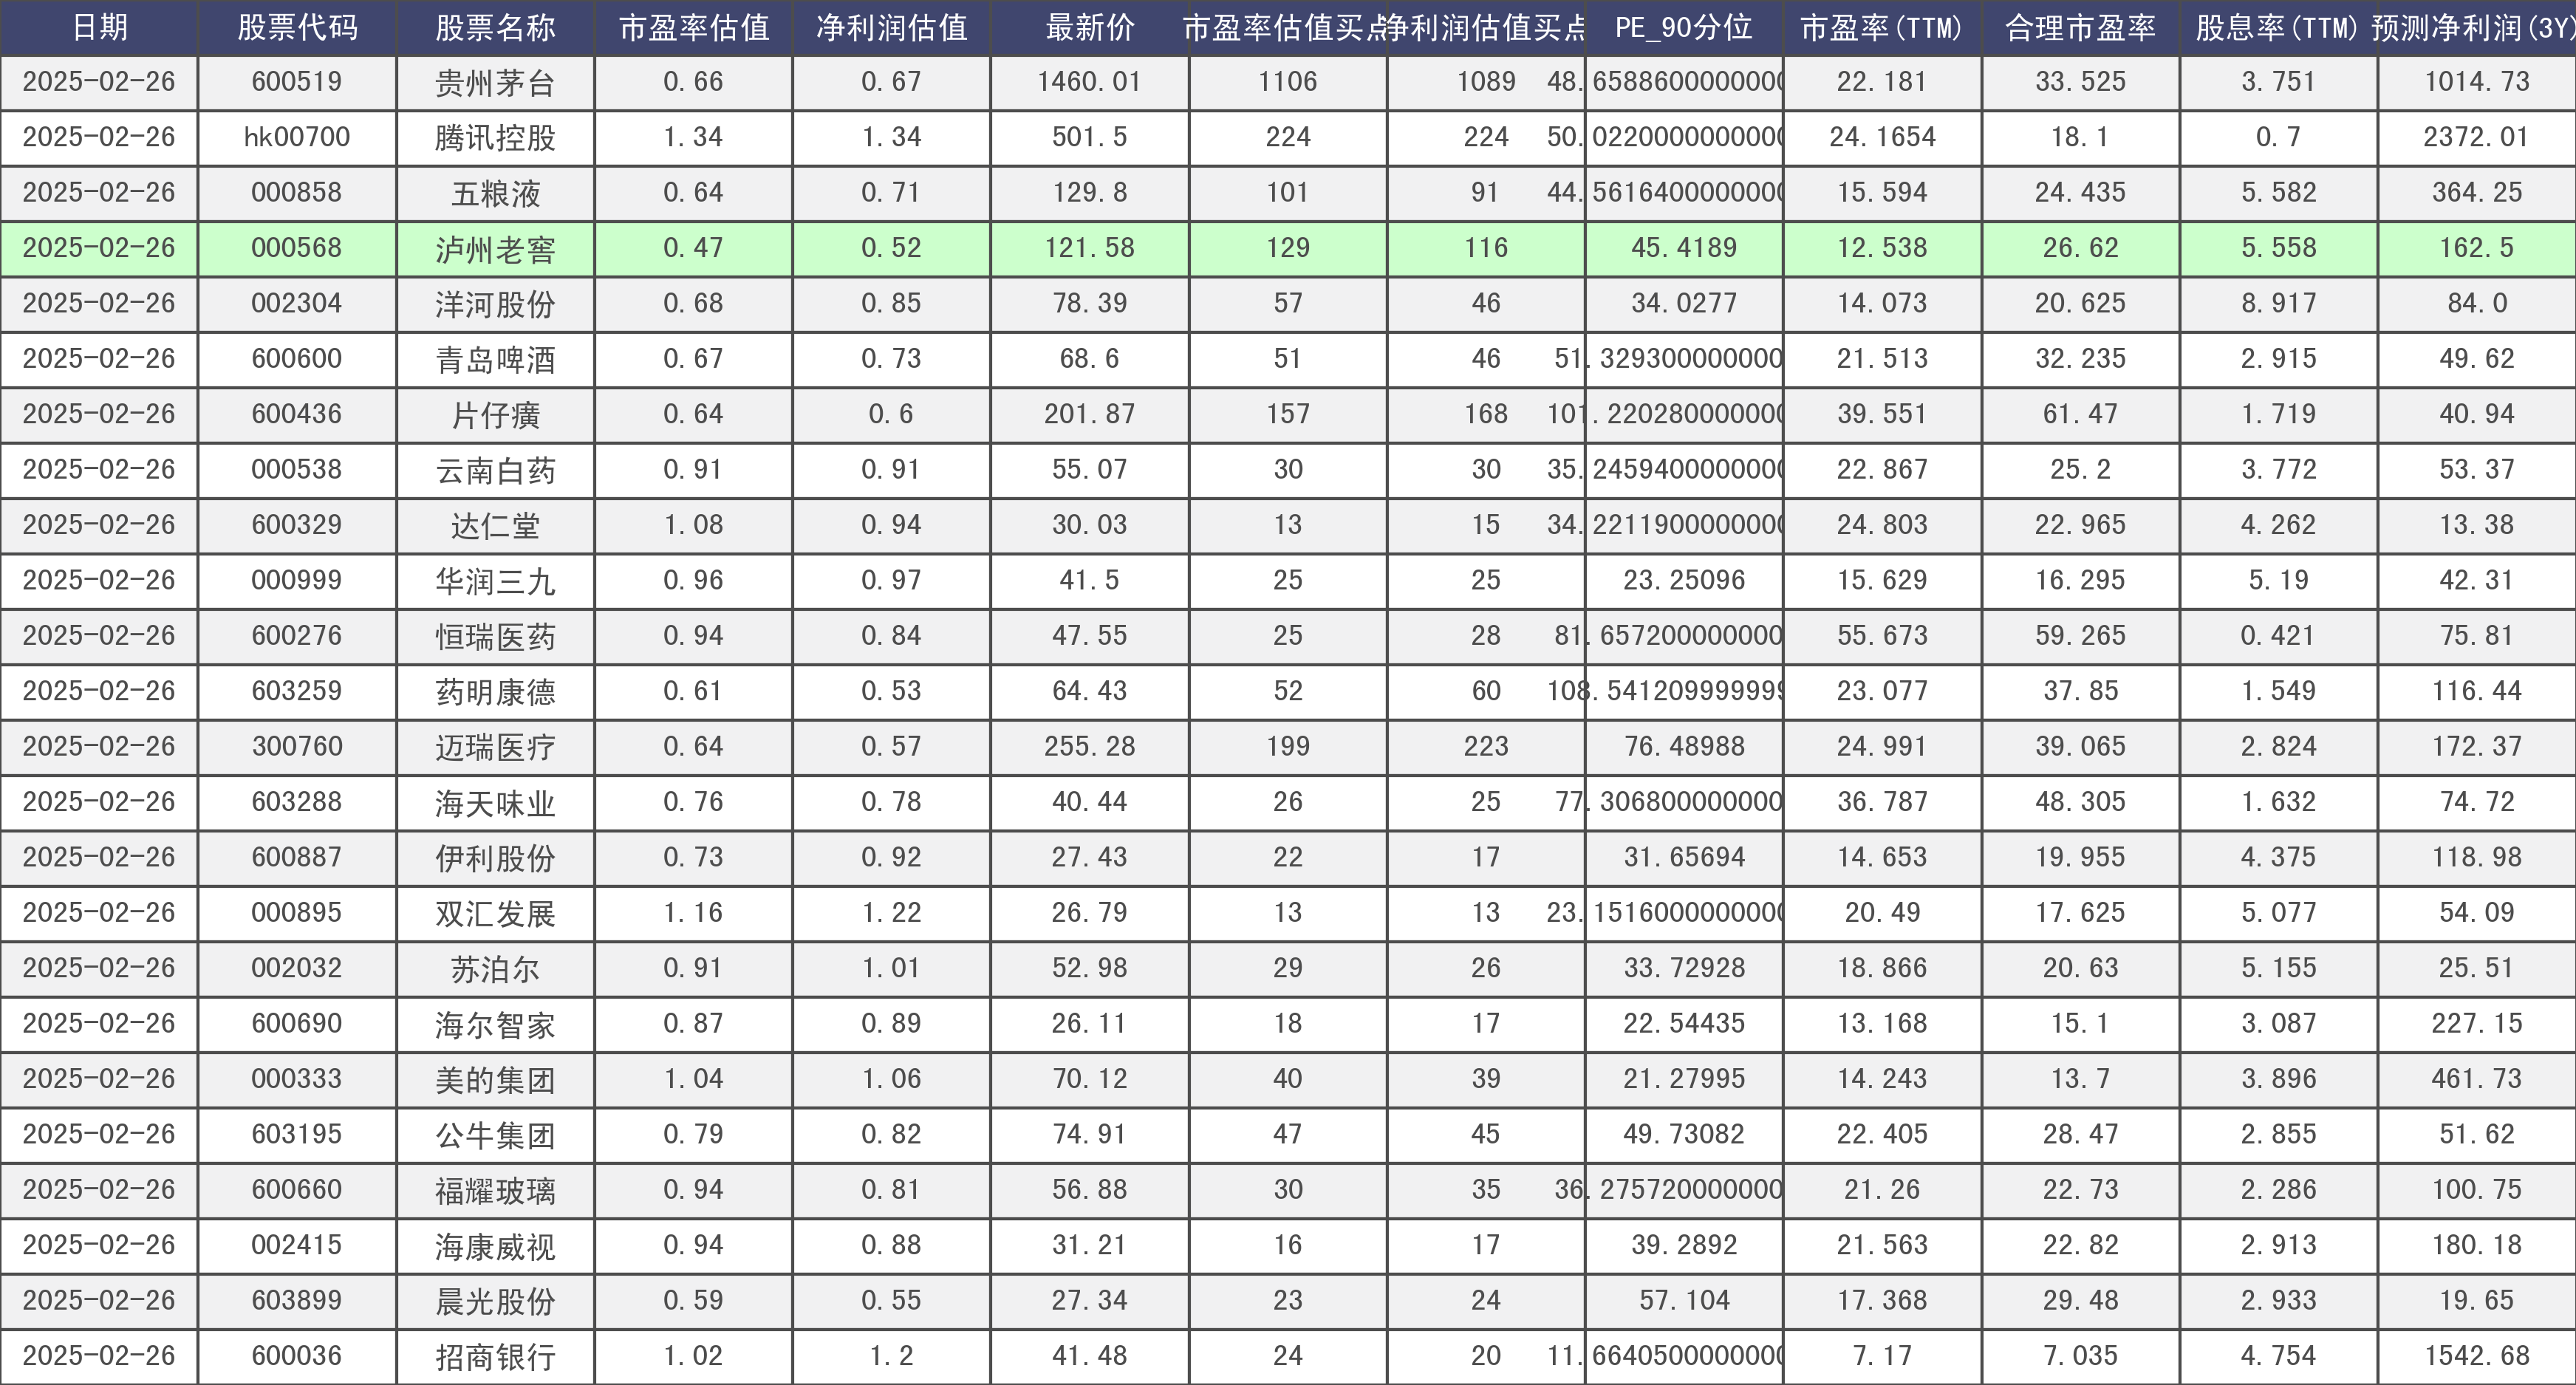 日期 股票代码 股票名称 市盈率估值 净利润估值 最新价 市盈率估值买点 净利润估值买点 PE_90分位 市盈率(TTM) 合理市盈率 股息率(TTM) 预测净利润(3Y)
2025-02-26 600519 贵州茅台 0.66 0.67 1460.01 1106 1089 48.6588600000000 22.181 33.525 3.751 1014.73
2025-02-26 hk00700 腾讯控股 1.34 1.34 501.5 224 224 50.0220000000000 24.1654 18.1 0.7 2372.01
2025-02-26 000858 五粮液 0.64 0.71 129.8 101 91 44.5616400000000 15.594 24.435 5.582 364.25
2025-02-26 000568 泸州老窖 0.47 0.52 121.58 129 116 45.4189 12.538 26.62 5.558 162.5
2025-02-26 002304 洋河股份 0.68 0.85 78.39 57 46 34.0277 14.073 20.625 8.917 84.0
2025-02-26 600600 青岛啤酒 0.67 0.73 68.6 51 46 51.329300000000 21.513 32.235 2.915 49.62
2025-02-26 600436 片仔癀 0.64 0.6 201.87 157 168 101.220280000000 39.551 61.47 1.719 40.94
2025-02-26 000538 云南白药 0.91 0.91 55.07 30 30 35.2459400000000 22.867 25.2 3.772 53.37
2025-02-26 600329 达仁堂 1.08 0.94 30.03 13 15 34.2211900000000 24.803 22.965 4.262 13.38
2025-02-26 000999 华润三九 0.96 0.97 41.5 25 25 23.25096 15.629 16.295 5.19 42.31
2025-02-26 600276 恒瑞医药 0.94 0.84 47.55 25 28 81.657200000000 55.673 59.265 0.421 75.81
2025-02-26 603259 药明康德 0.61 0.53 64.43 52 60 108.541209999999 23.077 37.85 1.549 116.44
2025-02-26 300760 迈瑞医疗 0.64 0.57 255.28 199 223 76.48988 24.991 39.065 2.824 172.37
2025-02-26 603288 海天味业 0.76 0.78 40.44 26 25 77.306800000000 36.787 48.305 1.632 74.72
2025-02-26 600887 伊利股份 0.73 0.92 27.43 22 17 31.65694 14.653 19.955 4.375 118.98
2025-02-26 000895 双汇发展 1.16 1.22 26.79 13 13 23.1516000000000 20.49 17.625 5.077 54.09
2025-02-26 002032 苏泊尔 0.91 1.01 52.98 29 26 33.72928 18.866 20.63 5.155 25.51
2025-02-26 600690 海尔智家 0.87 0.89 26.11 18 17 22.54435 13.168 15.1 3.087 227.15
2025-02-26 000333 美的集团 1.04 1.06 70.12 40 39 21.27995 14.243 13.7 3.896 461.73
2025-02-26 603195 公牛集团 0.79 0.82 74.91 47 45 49.73082 22.405 28.47 2.855 51.62
2025-02-26 600660 福耀玻璃 0.94 0.81 56.88 30 35 36.275720000000 21.26 22.73 2.286 100.75
2025-02-26 002415 海康威视 0.94 0.88 31.21 16 17 39.2892 21.563 22.82 2.913 180.18
2025-02-26 603899 晨光股份 0.59 0.55 27.34 23 24 57.104 17.368 29.48 2.933 19.65
2025-02-26 600036 招商银行 1.02 1.2 41.48 24 20 11.6640500000000 7.17 7.035 4.754 1542.68